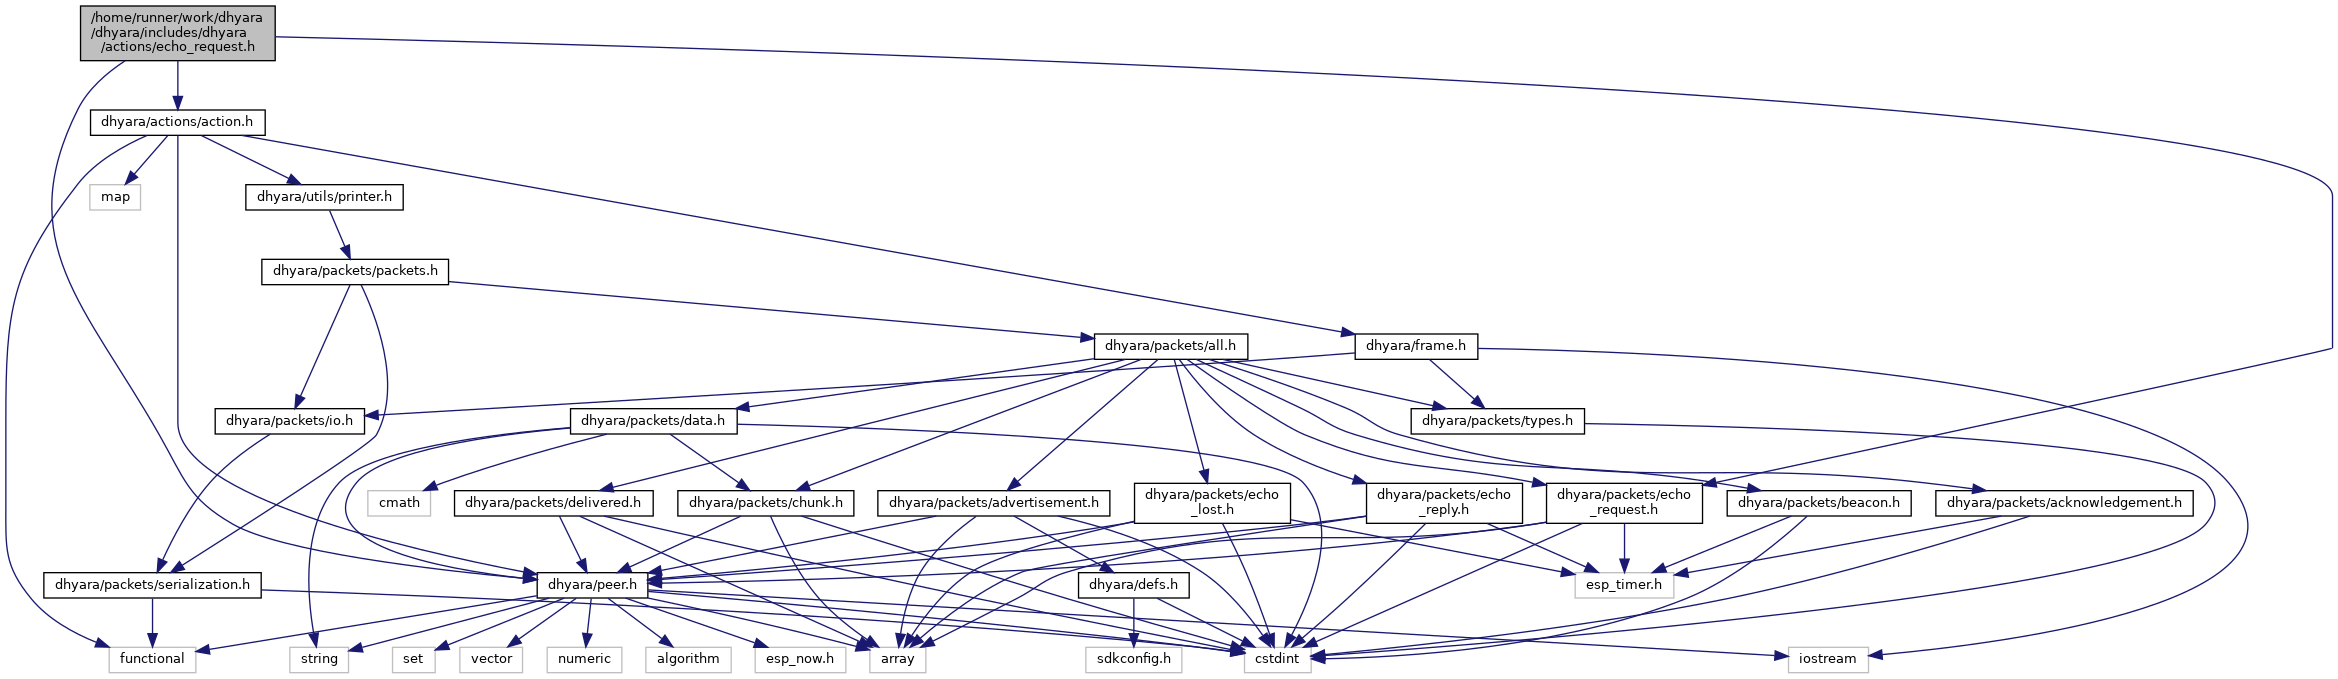 /home/runner/work/dhyara
/dhyara/includes/dhyara
/actions/echo_request.h
dhyara/actions/action.h
map
dhyara/utils/printer.h
dhyara/packets/packets.h
dhyara/packets/all.h
dhyara/frame.h
dhyara/packets/io.h
dhyara/packets/data.h
dhyara/packets/types.h
cmath
dhyara/packets/delivered.h
dhyara/packets/chunk.h
dhyara/packets/advertisement.h
dhyara/packets/echo
_lost.h
dhyara/packets/echo
_reply.h
dhyara/packets/echo
_request.h
dhyara/packets/beacon.h
dhyara/packets/acknowledgement.h
dhyara/packets/serialization.h
dhyara/peer.h
dhyara/defs.h
esp_timer.h
functional
string
set
vector
numeric
algorithm
esp_now.h
array
sdkconfig.h
cstdint
iostream